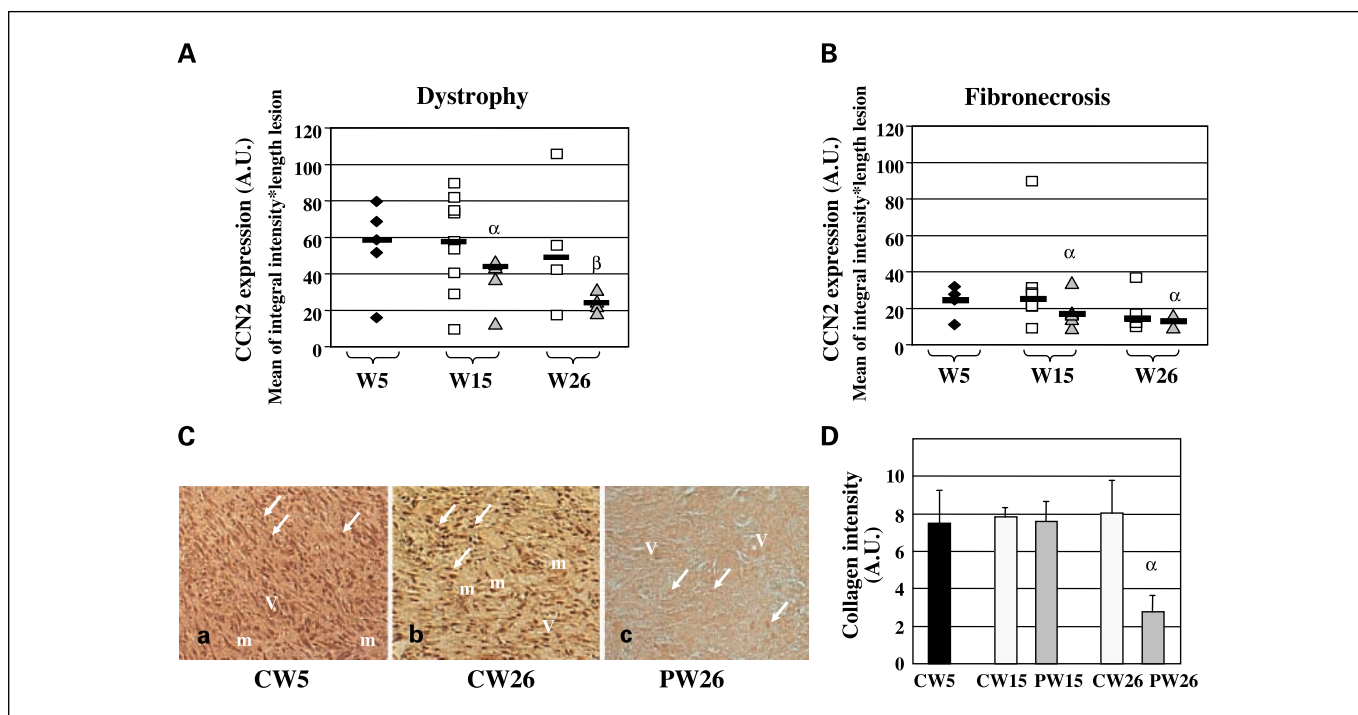 A
Dystrophy
CCN2 expression (A.U.)
Mean of integral intensity*length lesion
120
100
80
60
40
20
0
α
β
W5
W15
W26
B
Fibronecrosis
CCN2 expression (A.U.)
Mean of integral intensity*length lesion
120
100
80
60
40
20
0
α
α
W5
W15
W26
C
V
m
m
a
m
m
m
V
b
V
V
c
CW5
CW26
PW26
D
Collagen intensity
(A.U.)
10
8
6
4
2
0
α
CW5
CW15
PW15
CW26
PW26